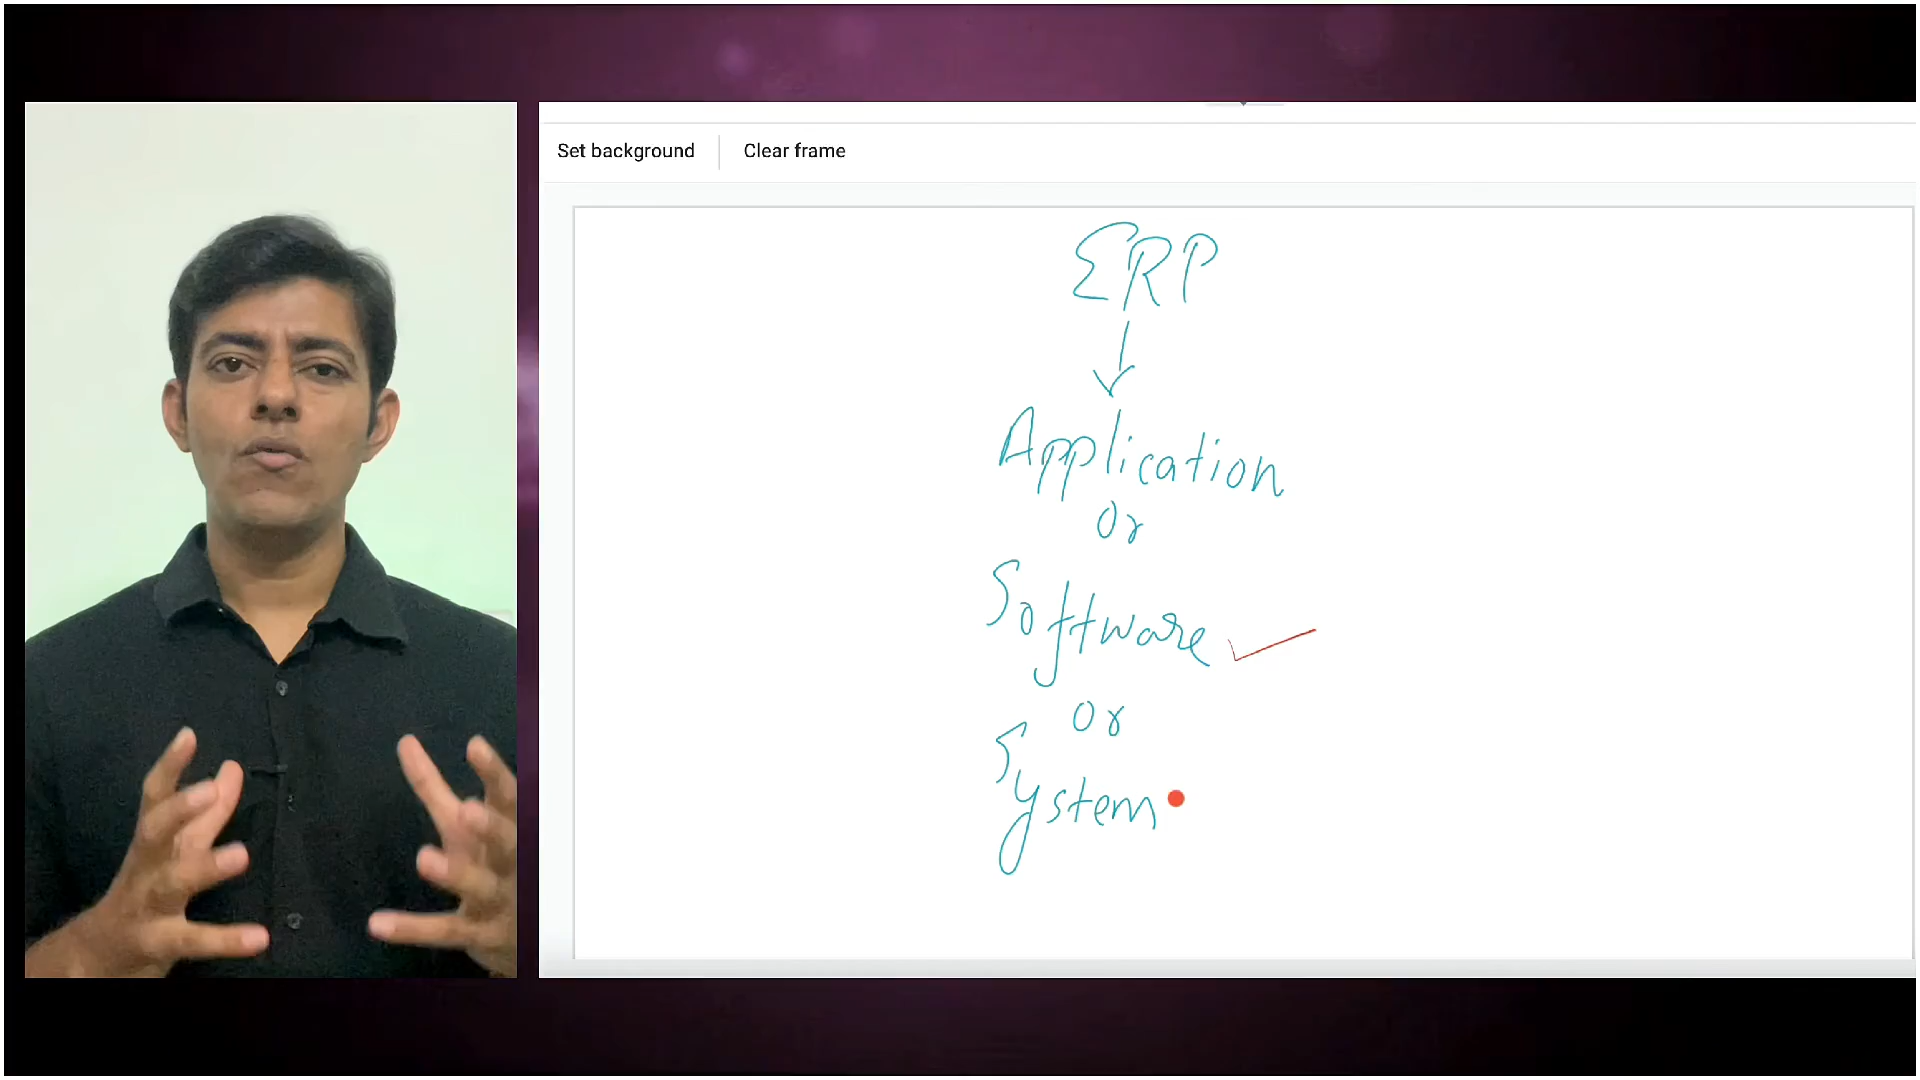 Set background Clear frame
ERP
Application
Or
Software
Or
System